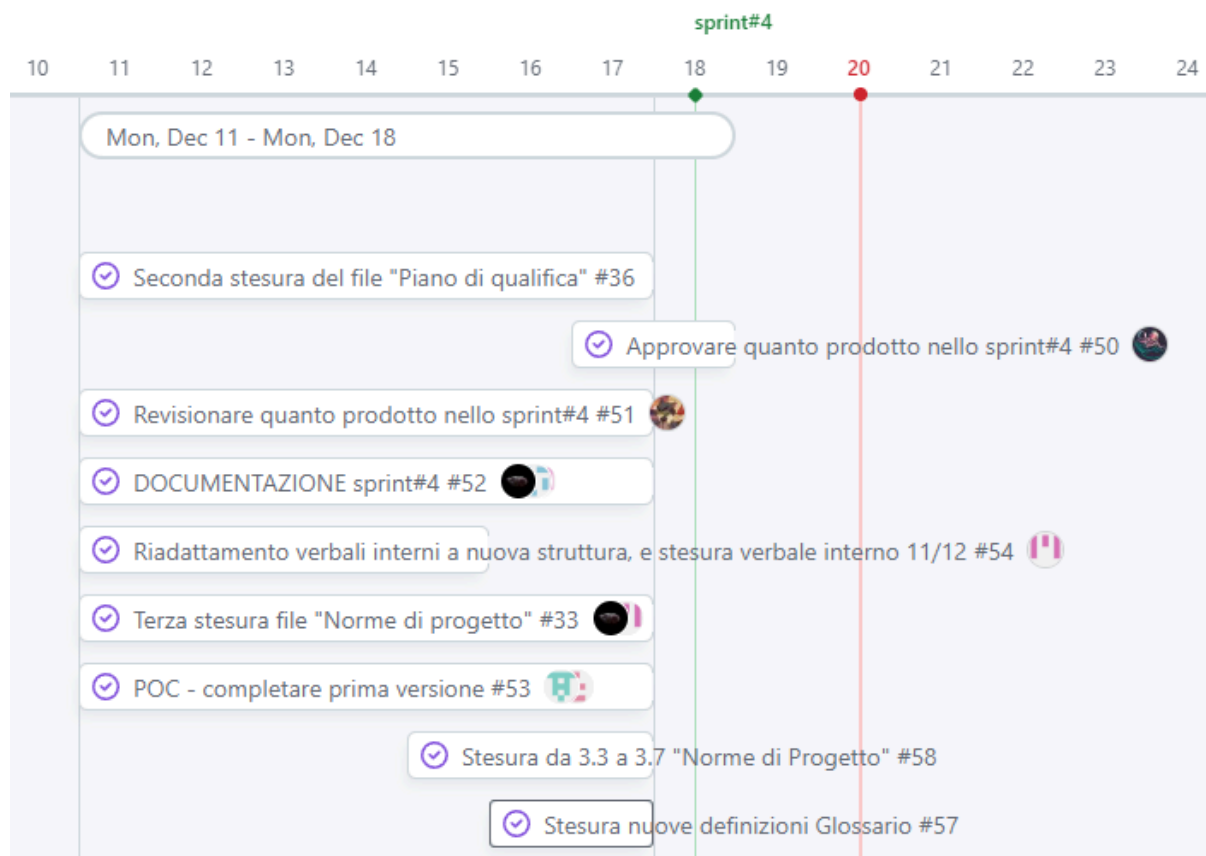 sprint#4
10 11 12 13 14 15 16 17 18 19 20 21 22 23 24
Mon, Dec 11 - Mon, Dec 18
Seconda stesura del file "Piano di qualifica" #36
Approvare quanto prodotto nello sprint#4 #50
Revisionare quanto prodotto nello sprint#4 #51
DOCUMENTAZIONE sprint#4 #52
Riadattamento verbali interni a nuova struttura, e stesura verbale interno 11/12 #54
Terza stesura file "Norme di progetto" #33
POC - completare prima versione #53
Stesura da 3.3 a 3.7 "Norme di Progetto" #58
Stesura nuove definizioni Glossario #57